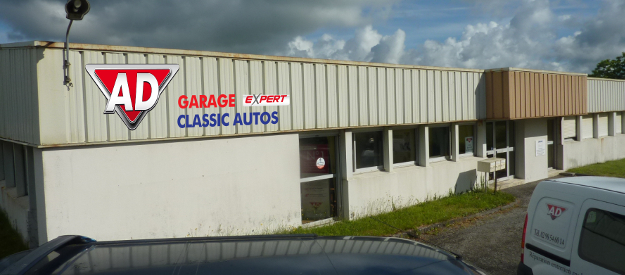 AD
GARAGE EXPERT
CLASSIC AUTOS
AD